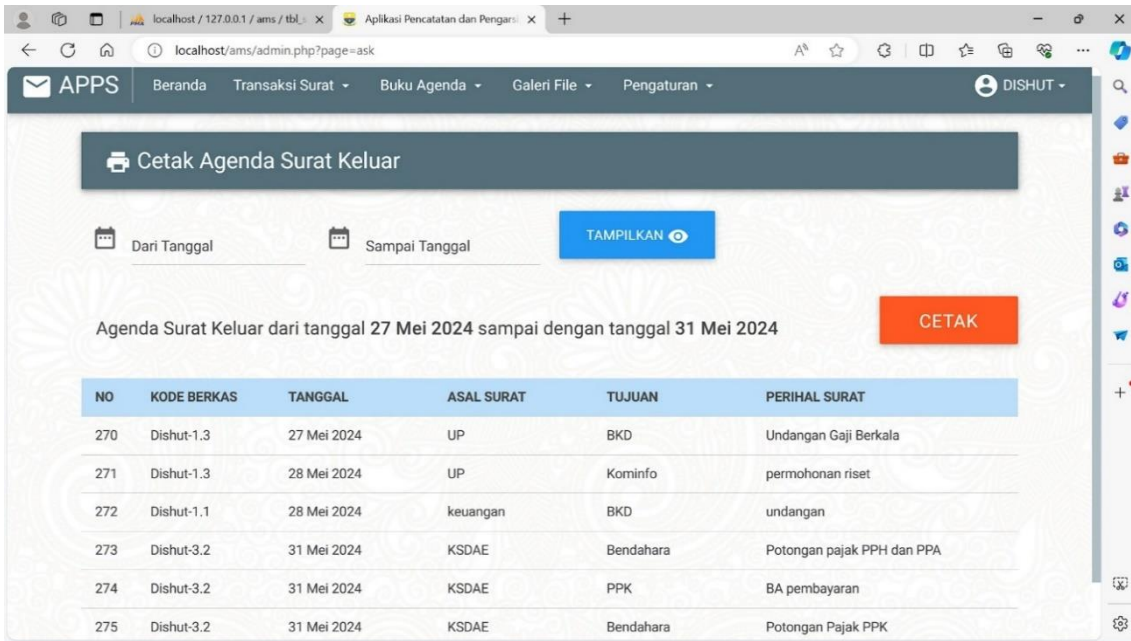 localhost / 127.0.0.1 / ams / tbl_s
Aplikasi Pencatatan dan Pengarsi
localhost/ams/admin.php?page=ask
APPS Beranda Transaksi Surat Buku Agenda Galeri File Pengaturan DISHUT
Cetak Agenda Surat Keluar
Dari Tanggal Sampai Tanggal TAMPILKAN
Agenda Surat Keluar dari tanggal 27 Mei 2024 sampai dengan tanggal 31 Mei 2024 CETAK
NO KODE BERKAS TANGGAL ASAL SURAT TUJUAN PERIHAL SURAT
270 Dishut-1.3 27 Mei 2024 UP BKD Undangan Gaji Berkala
271 Dishut-1.3 28 Mei 2024 UP Kominfo permohonan riset
272 Dishut-1.1 28 Mei 2024 keuangan BKD undangan
273 Dishut-3.2 31 Mei 2024 KSDAE Bendahara Potongan pajak PPH dan PPA
274 Dishut-3.2 31 Mei 2024 KSDAE PPK BA pembayaran
275 Dishut-3.2 31 Mei 2024 KSDAE Bendahara Potongan Pajak PPK